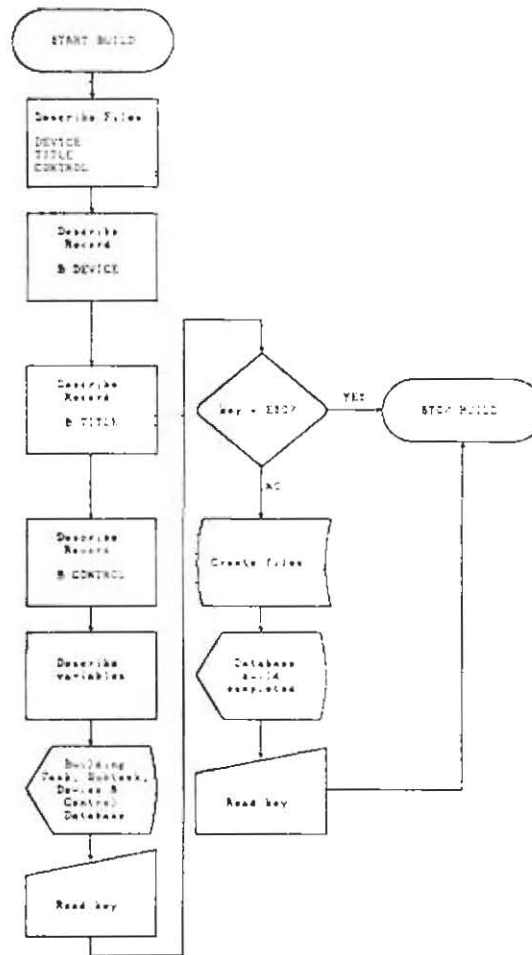 START BUILD
Describe Files
DEVICE
TITLE
CONTROL
Describe
Record
B DEVICE
Describe
Record
B TITLE
Describe
Record
B CONTROL
Describe
variables
Building
Task, Subtask,
Device &
Control
Database
Read key
key = ESC?
YES
STOP BUILD
NO
Create files
Database
build
completed
Read key